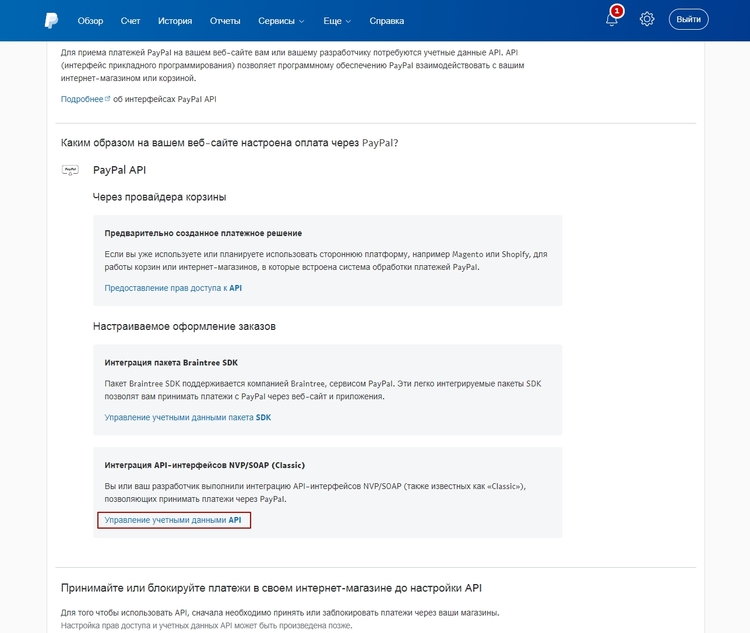 Обзор Счет История Отчеты Сервисы Еще Справка 1 Выйти
Для приема платежей PayPal на вашем веб-сайте вам или вашему разработчику потребуются учетные данные API. API
(интерфейс прикладного программирования) позволяет программному обеспечению PayPal взаимодействовать с вашим
интернет-магазином или корзиной.
Подробнее об интерфейсах PayPal API
Каким образом на вашем веб-сайте настроена оплата через PayPal?
PayPal PayPal API
Через провайдера корзины
Предварительно созданное платежное решение
Если вы уже используете или планируете использовать стороннюю платформу, например Magento или Shopify, для
работы корзин или интернет-магазинов, в которые встроена система обработки платежей PayPal.
Предоставление прав доступа к API
Настраиваемое оформление заказов
Интеграция пакета Braintree SDK
Пакет Braintree SDK поддерживается компанией Braintree, сервисом PayPal. Эти легко интегрируемые пакеты SDK
позволят вам принимать платежи с PayPal через веб-сайт и приложения.
Управление учетными данными пакета SDK
Интеграция API-интерфейсов NVP/SOAP (Classic)
Вы или ваш разработчик выполнили интеграцию API-интерфейсов NVP/SOAP (также известных как «Classic»),
позволяющих принимать платежи через PayPal.
Управление учетными данными API
Принимайте или блокируйте платежи в своем интернет-магазине до настройки API
Для того чтобы использовать API, сначала необходимо принять или заблокировать платежи через ваши магазины.
Настройка прав доступа и учетных данных API может быть произведена позже.